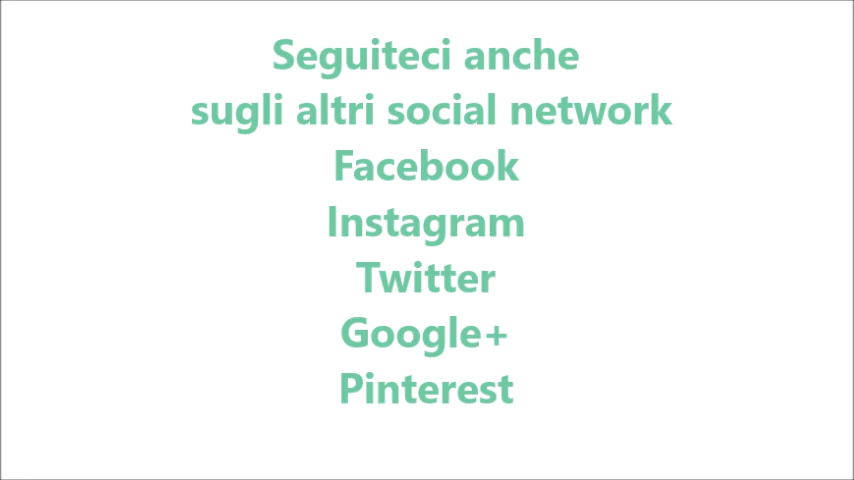 Seguiteci anche
sugli altri social network
Facebook
Instagram
Twitter
Google+
Pinterest